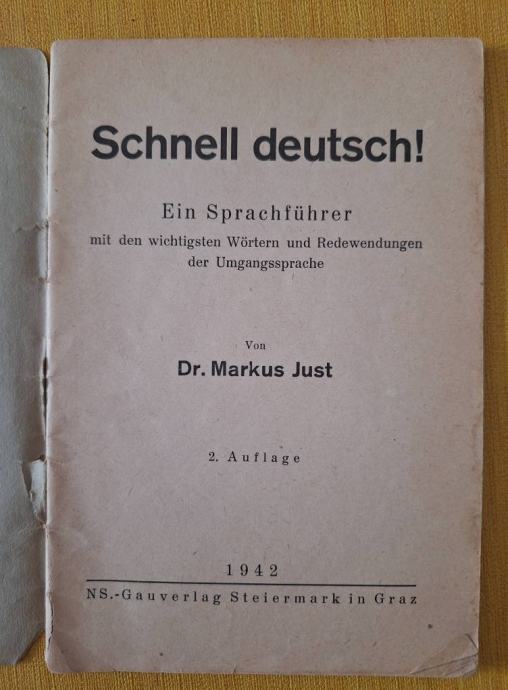 Schnell deutsch!
Ein Sprachführer
mit den wichtigsten Wörtern und Redewendungen
der Umgangssprache
Von
Dr. Markus Just
2. Auflage
1942
NS.-Gauverlag Steiermark in Graz